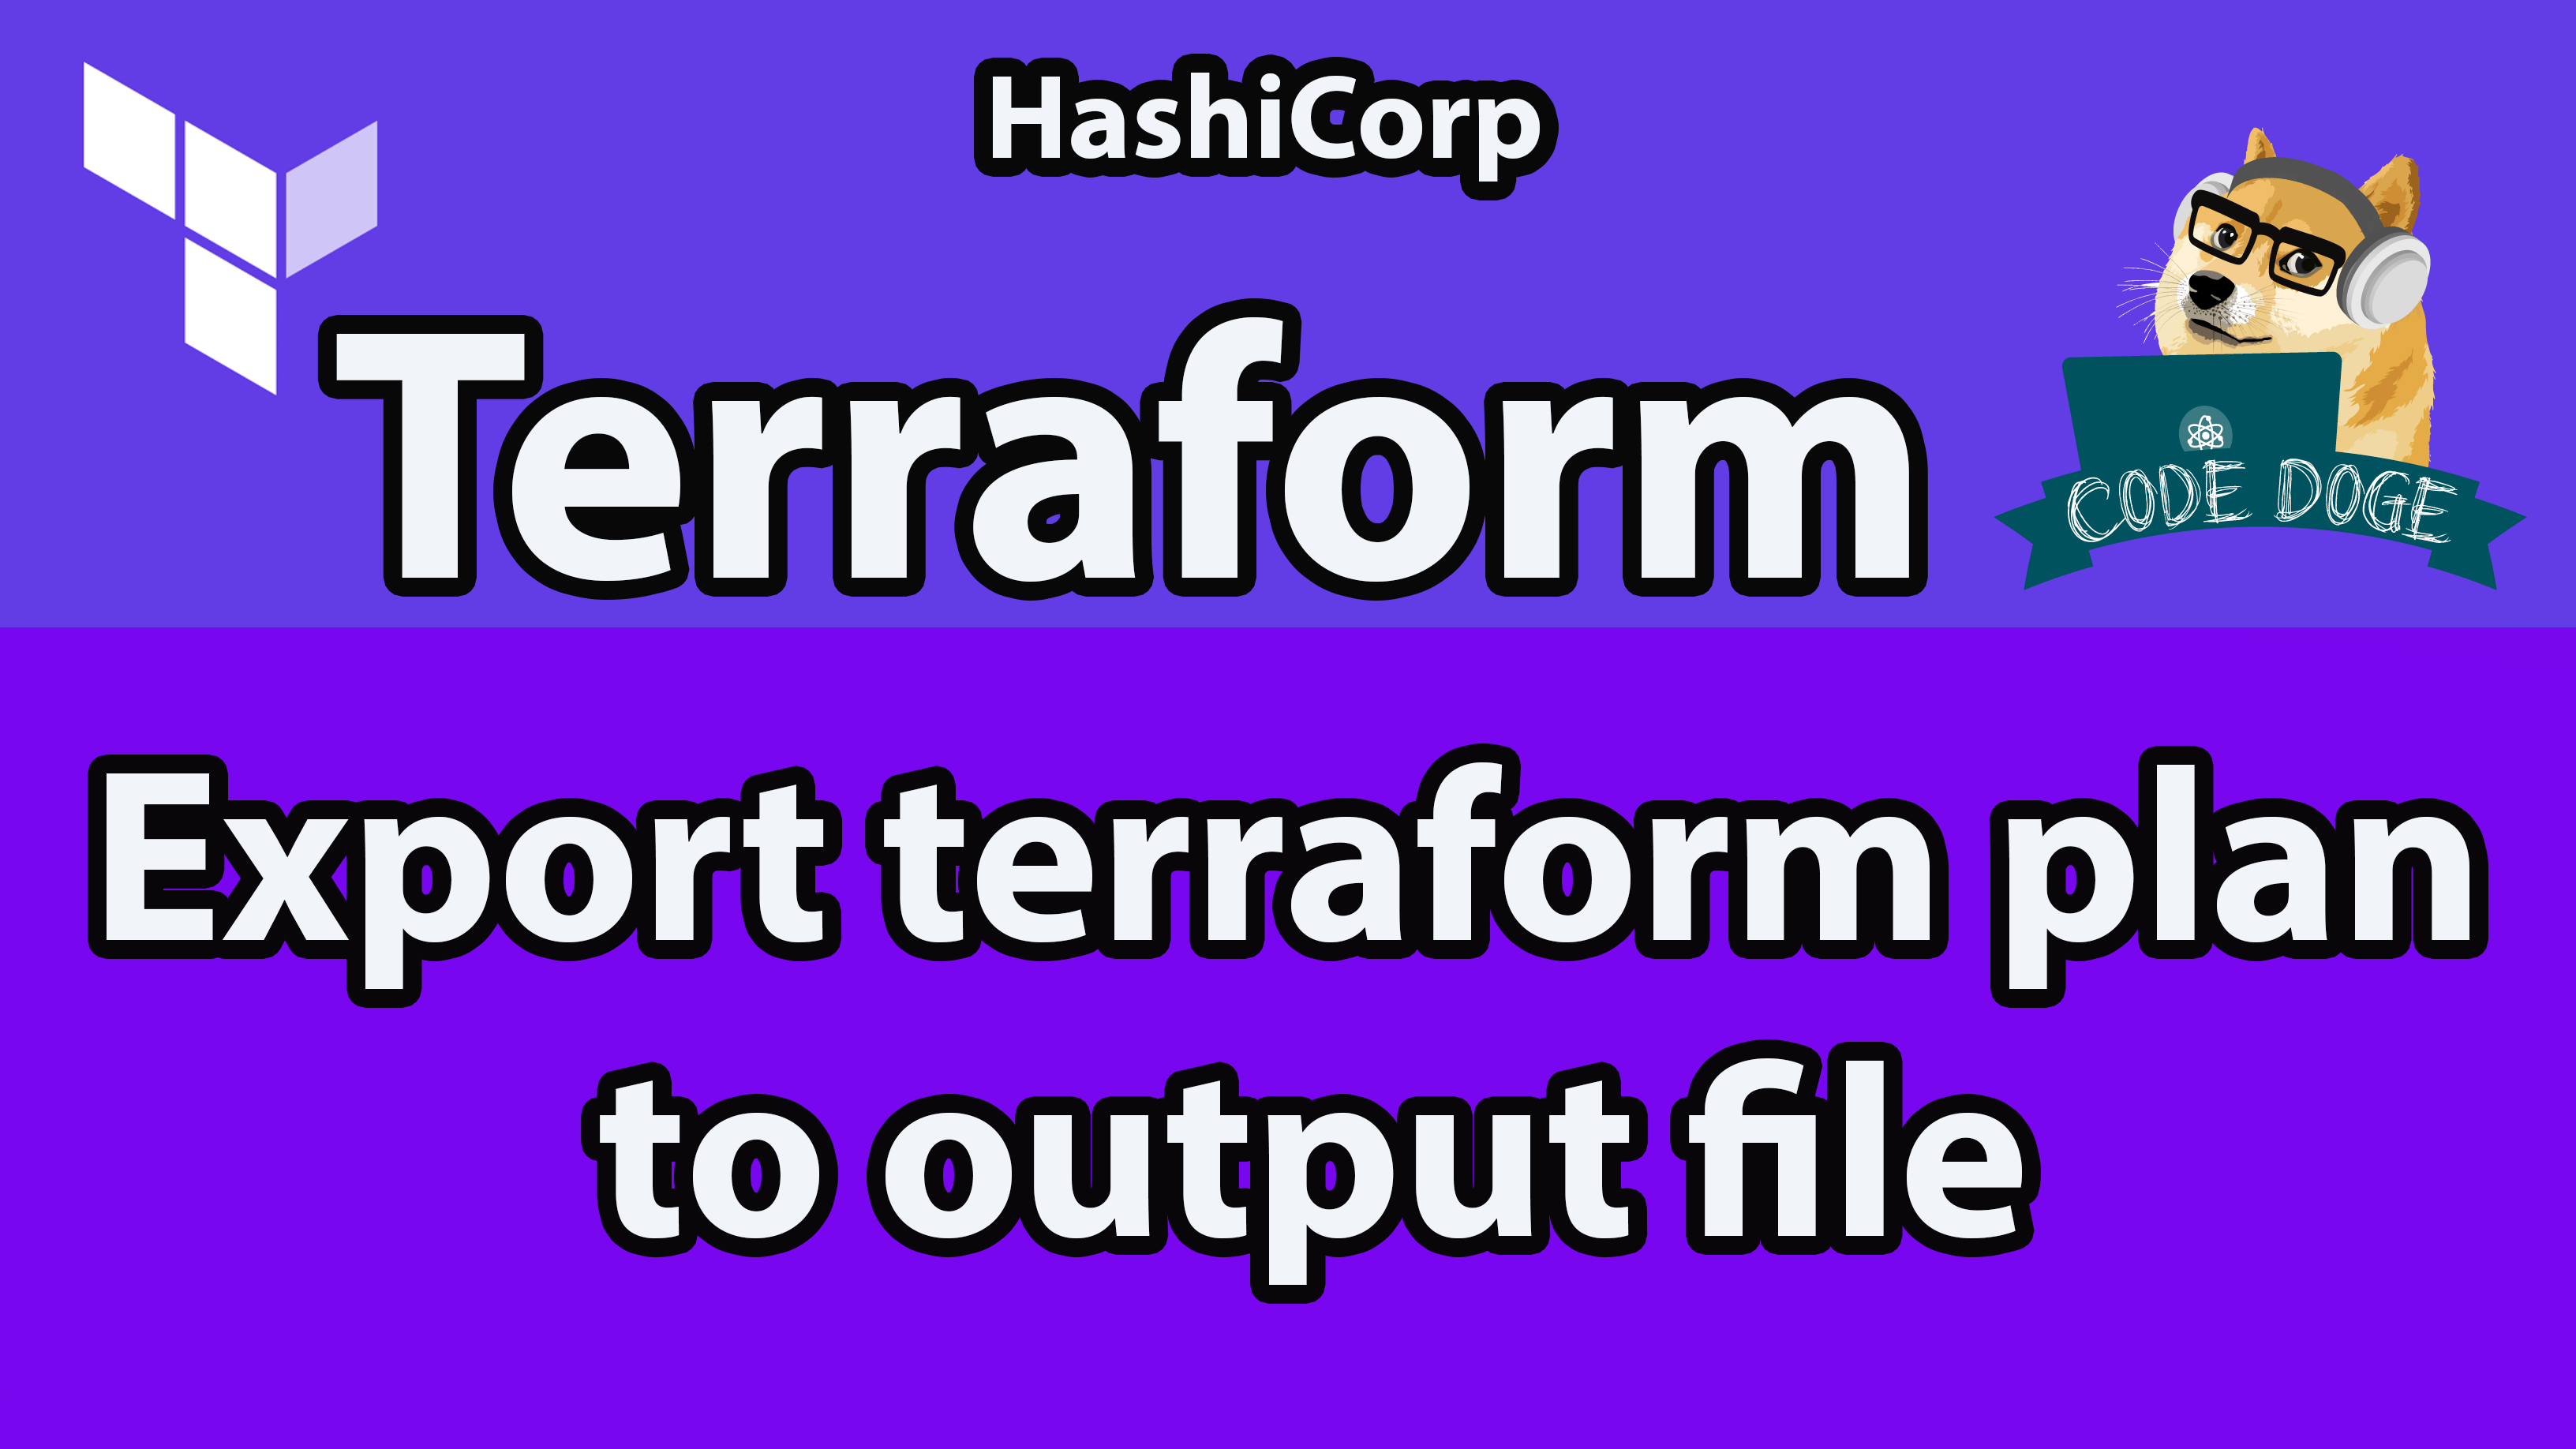 HashiCorp
Terraform
CODE DOGE
Export terraform plan
to output file